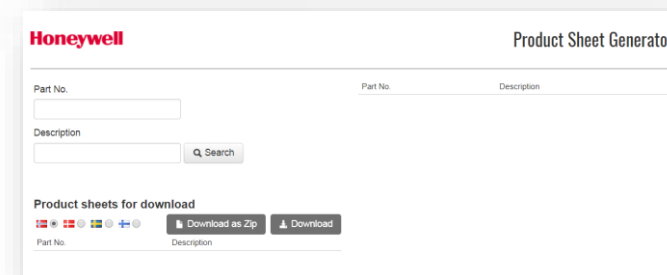 Honeywell
Product Sheet Generato
Part No.
Part No. Description
Description
Search
Product sheets for download
Download as Zip Download
Part No. Description